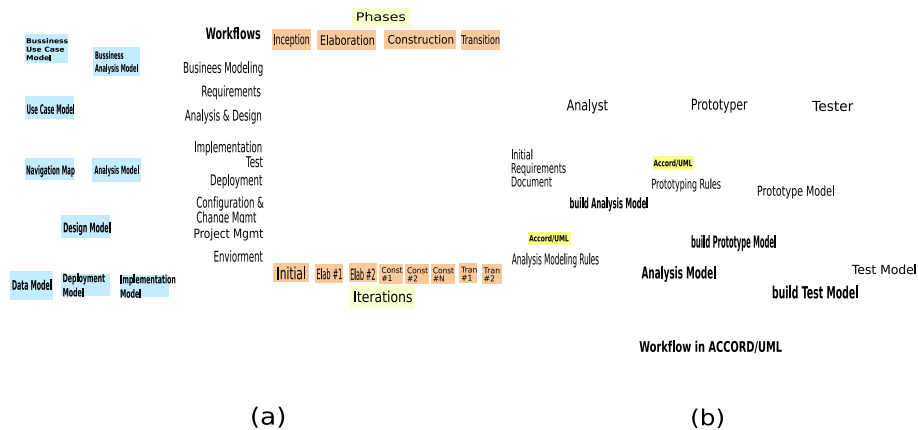 Bussiness
Use Case
Model
Bussiness
Analysis Model
Use Case Model
Navigation Map
Analysis Model
Design Model
Data Model
Deployment
Model
Implementation
Model
Phases
Workflows
Inception
Elaboration
Construction
Transition
Businees Modeling
Requirements
Analysis & Design
Implementation
Test
Deployment
Configuration &
Change Mgmt
Project Mgmt
Enviorment
Initial
Elab #1
Elab #2
Const
#1
Const
#2
Const
#N
Tran
#1
Tran
#2
Iterations
(a)
Analyst
Prototyper
Tester
Initial
Requirements
Document
Accord/UML
Prototyping Rules
Prototype Model
build Analysis Model
Accord/UML
Analysis Modeling Rules
build Prototype Model
Analysis Model
Test Model
build Test Model
Workflow in ACCORD/UML
(b)